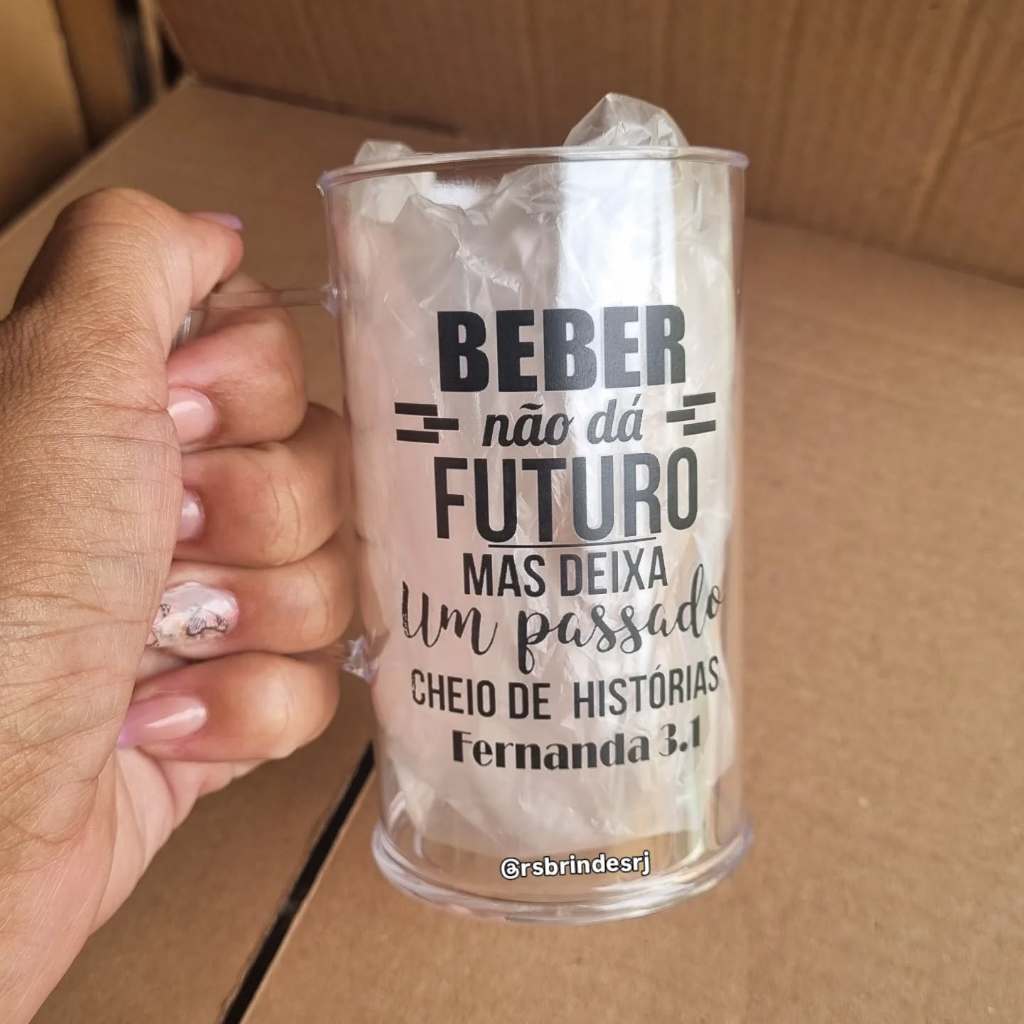 BEBER
não dá
FUTURO
MAS DEIXA
Um passado
CHEIO DE HISTÓRIAS
Fernanda 3.1
@rsbrindesrj